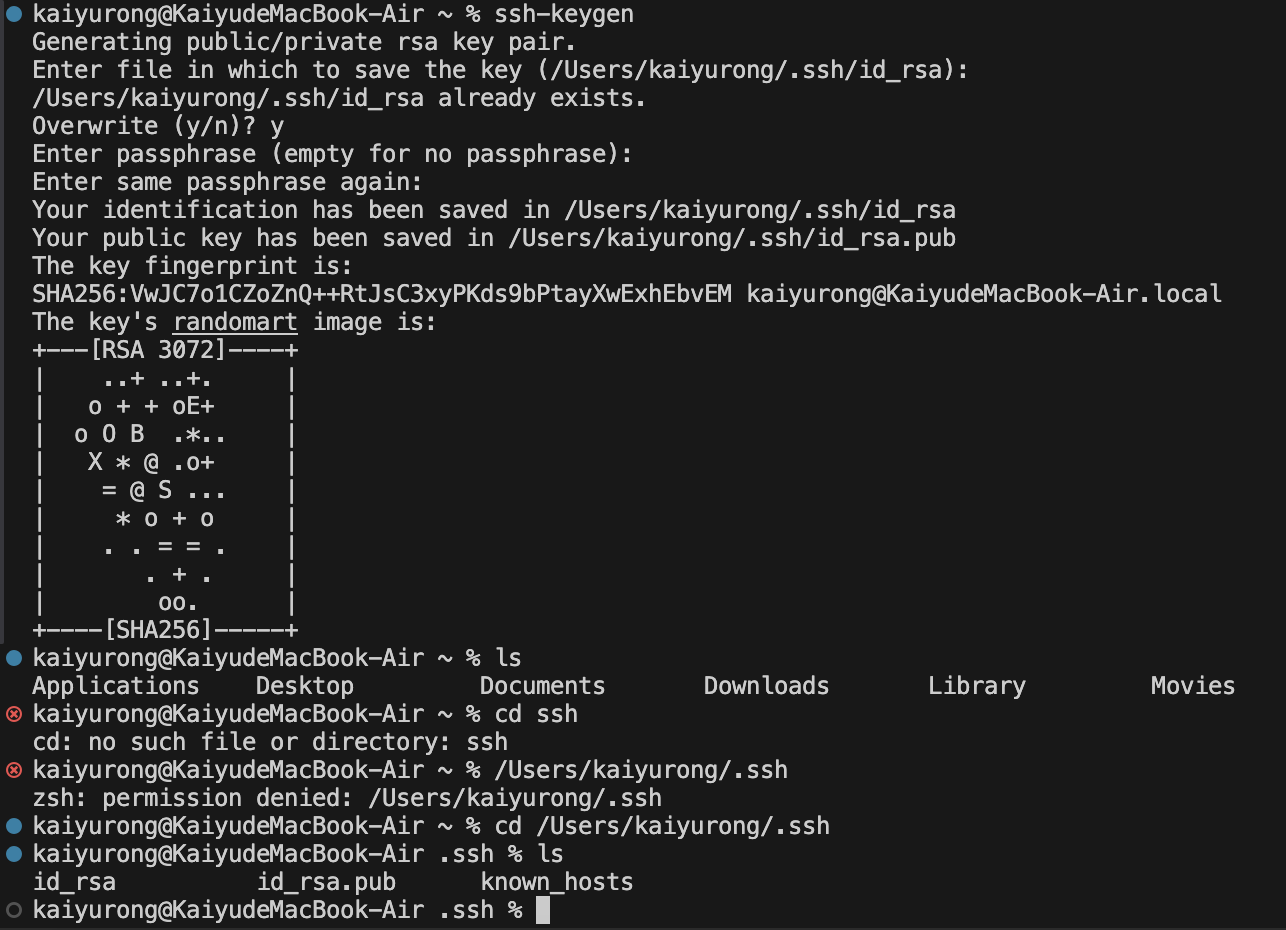 kaiyurong@KaiyudeMacBook-Air ~ % ssh-keygen
Generating public/private rsa key pair.
Enter file in which to save the key (/Users/kaiyurong/.ssh/id_rsa):
/Users/kaiyurong/.ssh/id_rsa already exists.
Overwrite (y/n)? y
Enter passphrase (empty for no passphrase):
Enter same passphrase again:
Your identification has been saved in /Users/kaiyurong/.ssh/id_rsa
Your public key has been saved in /Users/kaiyurong/.ssh/id_rsa.pub
The key fingerprint is:
SHA256:VwJC7o1CZoZnQ++RtJsC3xyPKds9bPtayXwExhEbvEM kaiyurong@KaiyudeMacBook-Air.local
The key's randomart image is:
+---[RSA 3072]----+
|    ..+ ..+.     |
|   o + + oE+     |
|  o O B  .*..    |
|   X * @ .o+     |
|    = @ S ...    |
|     * o + o     |
|    . . = = .    |
|       . + .     |
|        oo.      |
+----[SHA256]-----+
kaiyurong@KaiyudeMacBook-Air ~ % ls
Applications    Desktop         Documents       Downloads       Library         Movies
kaiyurong@KaiyudeMacBook-Air ~ % cd ssh
cd: no such file or directory: ssh
kaiyurong@KaiyudeMacBook-Air ~ % /Users/kaiyurong/.ssh
zsh: permission denied: /Users/kaiyurong/.ssh
kaiyurong@KaiyudeMacBook-Air ~ % cd /Users/kaiyurong/.ssh
kaiyurong@KaiyudeMacBook-Air .ssh % ls
id_rsa          id_rsa.pub      known_hosts
kaiyurong@KaiyudeMacBook-Air .ssh %